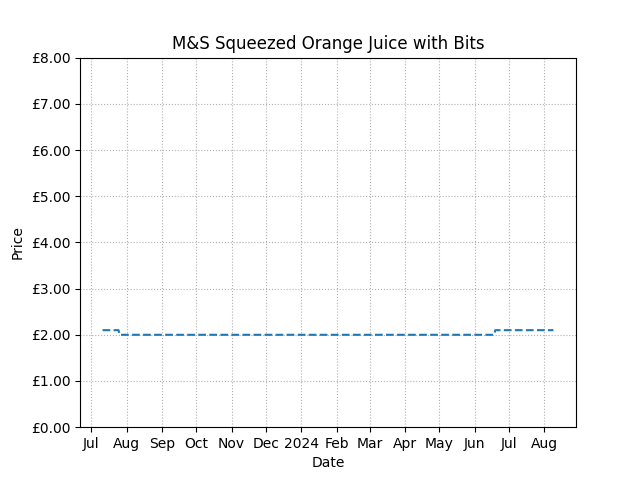 M&S Squeezed Orange Juice with Bits
£8.00
£7.00
£6.00
£5.00
£4.00
£3.00
£2.00
£1.00
£0.00
Price
Jul Aug Sep Oct Nov Dec 2024 Feb Mar Apr May Jun Jul Aug
Date